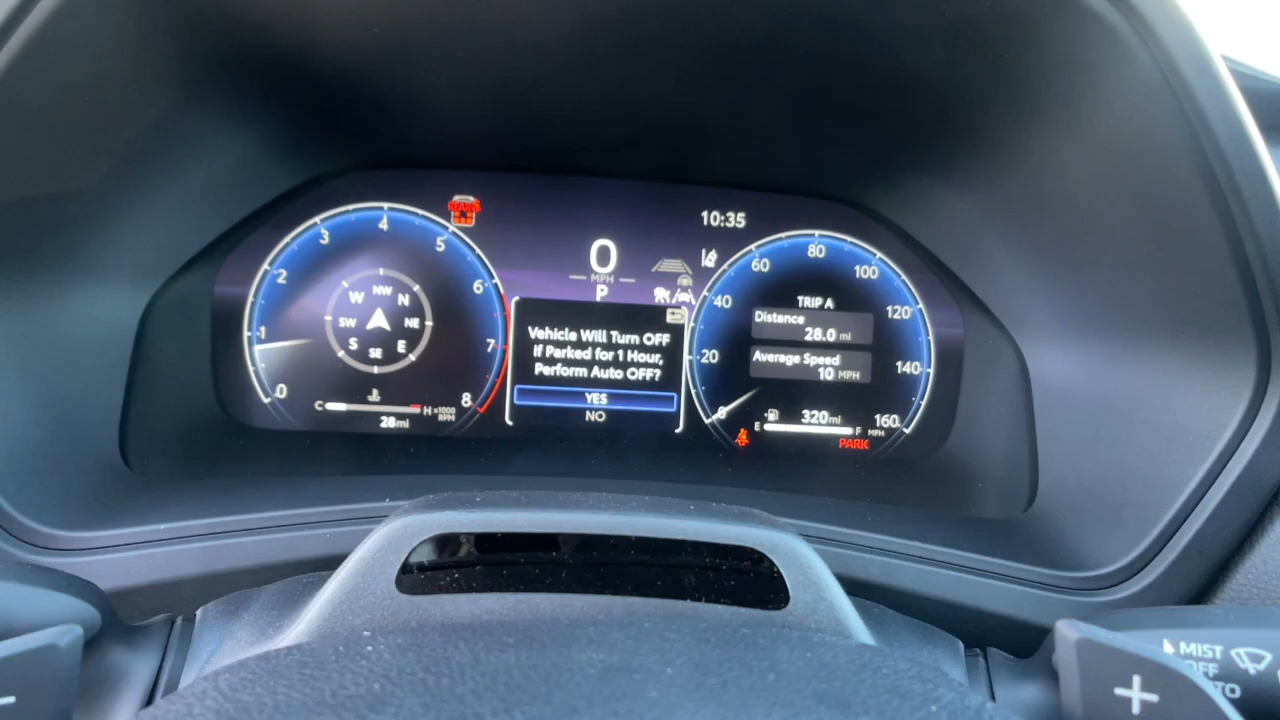 REAR
10:35
0
MPH
P
0
1
2
3
4
5
6
7
8
x1000
RPM
NW
W
N
SW
NE
S
E
SE
C
H
28mi
Vehicle Will Turn OFF
if Parked for 1 Hour,
Perform Auto OFF?
YES
NO
0
20
40
60
80
100
120
140
160
MPH
TRIP A
Distance
28.0 mi
Average Speed
10 MPH
320mi
E
F
PARK
MIST
OFF
+
-